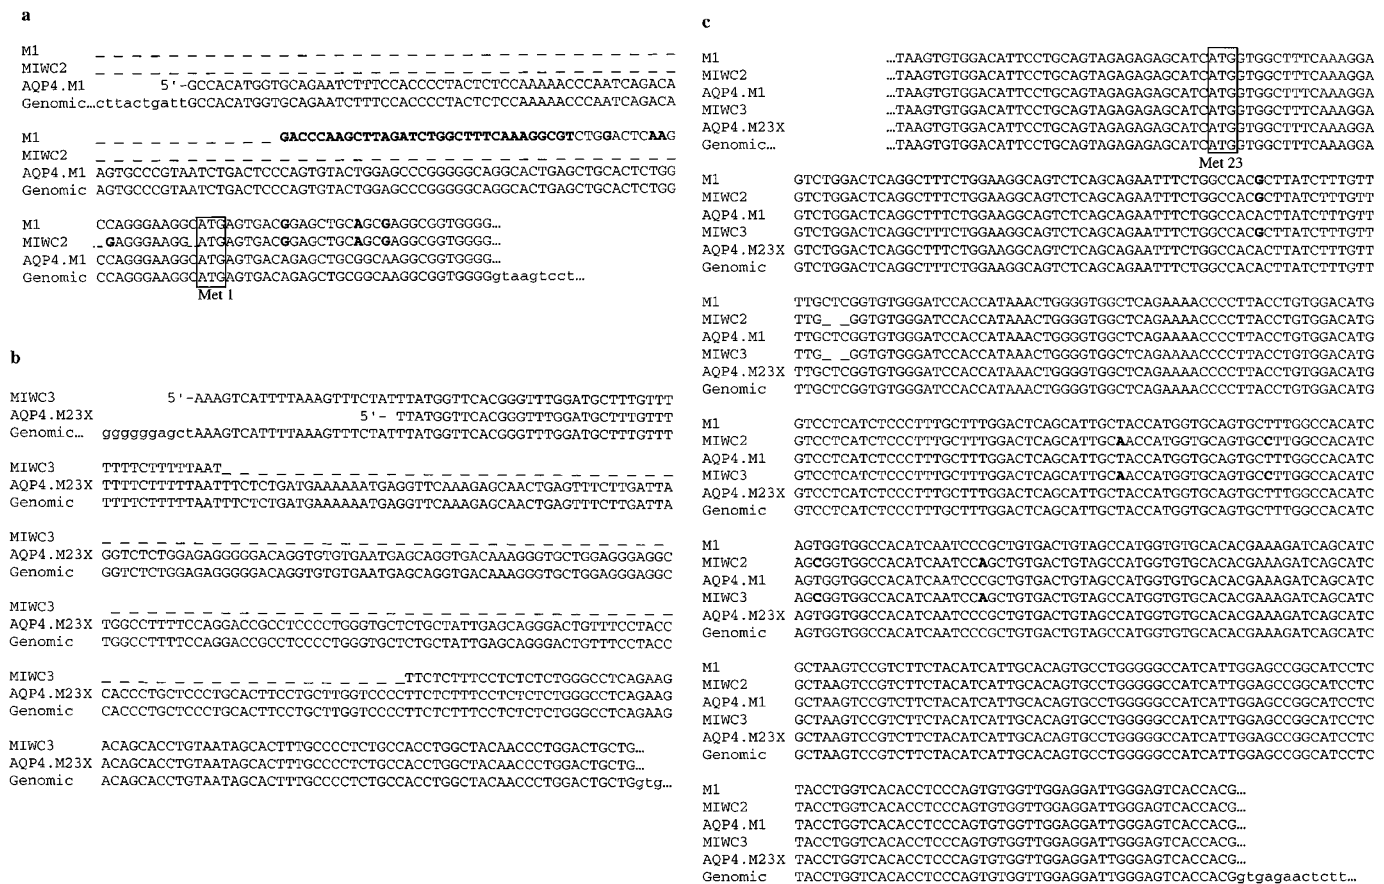 a
M1 _ _ _ _ _ _ _ _ _ _ _ _ _ _ _ _ _ _ _ _ _ _ _ _ _ _ _ _ _ _
MIWC2 _ _ _ _ _ _ _ _ _ _ _ _ _ _ _ _ _ _ _ _ _ _ _ _ _ _ _ _ _ _
AQP4.M1 5'-GCCACATGGTGCAGAATCTTTCCACCCCTACTCTCCAAAAACCCAATCAGACA
Genomic…cttactgattGCCACATGGTGCAGAATCTTTCCACCCCTACTCTCCAAAAACCCAATCAGACA
M1 _ _ _ _ _ _ _ _ _ _ GACCCAAGCTTAGATCTGGCTTTCAAAGGCGTCTGGACTCAAG
MIWC2 _ _ _ _ _ _ _ _ _ _ _ _ _ _ _ _ _ _ _ _ _ _ _ _ _ _ _ _ _ _
AQP4.M1 AGTGCCCGTAATCTGACTCCCAGTGTACTGGAGCCCGGGGGCAGGCACTGAGCTGCACTCTGG
Genomic AGTGCCCGTAATCTGACTCCCAGTGTACTGGAGCCCGGGGGCAGGCACTGAGCTGCACTCTGG
M1 CCAGGGAAGGCATGAGTGACGGAGCTGCAGCGAGGCGGTGGGG…
MIWC2 _GAGGGAAGG_ATGAGTGACGGAGCTGCAGCGAGGCGGTGGGG…
AQP4.M1 CCAGGGAAGGCATGAGTGACAGAGCTGCGGCAAGGCGGTGGGG…
Genomic CCAGGGAAGGCATGAGTGACAGAGCTGCGGCAAGGCGGTGGGGgtaagtcct…
Met 1
b
MIWC3 5'-AAAGTCATTTTAAAGTTTCTATTTATGGTTCACGGGTTTGGATGCTTTGTTT
AQP4.M23X 5'- TTATGGTTCACGGGTTTGGATGCTTTGTTT
Genomic… ggggggagctAAAGTCATTTTAAAGTTTCTATTTATGGTTCACGGGTTTGGATGCTTTGTTT
MIWC3 TTTTCTTTTTAAT_ _ _ _ _ _ _ _ _ _ _ _ _ _ _ _ _ _ _ _ _ _ _ _ _
AQP4.M23X TTTTCTTTTTAATTTCTCTGATGAAAAAATGAGGTTCAAAGAGCAACTGAGTTTCTTGATTA
Genomic TTTTCTTTTTAATTTCTCTGATGAAAAAATGAGGTTCAAAGAGCAACTGAGTTTCTTGATTA
MIWC3 _ _ _ _ _ _ _ _ _ _ _ _ _ _ _ _ _ _ _ _ _ _ _ _ _ _ _ _ _ _
AQP4.M23X GGTCTCTGGAGAGGGGGACAGGTGTGTGAATGAGCAGGTGACAAAGGGTGCTGGAGGGAGGC
Genomic GGTCTCTGGAGAGGGGGACAGGTGTGTGAATGAGCAGGTGACAAAGGGTGCTGGAGGGAGGC
MIWC3 _ _ _ _ _ _ _ _ _ _ _ _ _ _ _ _ _ _ _ _ _ _ _ _ _ _ _ _ _ _
AQP4.M23X TGGCCTTTTCCAGGACCGCCTCCCCTGGGTGCTCTGCTATTGAGCAGGGACTGTTTCCTACC
Genomic TGGCCTTTTCCAGGACCGCCTCCCCTGGGTGCTCTGCTATTGAGCAGGGACTGTTTCCTACC
MIWC3 _ _ _ _ _ _ _ _ _ _ _ _ _ _ _ _ TTCTCTTTCCTCTCTCTGGGCCTCAGAAG
AQP4.M23X CACCCTGCTCCCTGCACTTCCTGCTTGGTCCCCTTCTCTTTCCTCTCTCTGGGCCTCAGAAG
Genomic CACCCTGCTCCCTGCACTTCCTGCTTGGTCCCCTTCTCTTTCCTCTCTCTGGGCCTCAGAAG
MIWC3 ACAGCACCTGTAATAGCACTTTGCCCCTCTGCCACCTGGCTACAACCCTGGACTGCTG…
AQP4.M23X ACAGCACCTGTAATAGCACTTTGCCCCTCTGCCACCTGGCTACAACCCTGGACTGCTG…
Genomic ACAGCACCTGTAATAGCACTTTGCCCCTCTGCCACCTGGCTACAACCCTGGACTGCTGgtg…
c
M1 …TAAGTGTGGACATTCCTGCAGTAGAGAGAGCATCATGGTGGCTTTCAAAGGA
MIWC2 …TAAGTGTGGACATTCCTGCAGTAGAGAGAGCATCATGGTGGCTTTCAAAGGA
AQP4.M1 …TAAGTGTGGACATTCCTGCAGTAGAGAGAGCATCATGGTGGCTTTCAAAGGA
MIWC3 …TAAGTGTGGACATTCCTGCAGTAGAGAGAGCATCATGGTGGCTTTCAAAGGA
AQP4.M23X …TAAGTGTGGACATTCCTGCAGTAGAGAGAGCATCATGGTGGCTTTCAAAGGA
Genomic… TAAGTGTGGACATTCCTGCAGTAGAGAGAGCATCATGGTGGCTTTCAAAGGA
Met 23
M1 GTCTGGACTCAGGCTTTCTGGAAGGCAGTCTCAGCAGAATTTCTGGCCACGCTTATCTTTGTT
MIWC2 GTCTGGACTCAGGCTTTCTGGAAGGCAGTCTCAGCAGAATTTCTGGCCACGCTTATCTTTGTT
AQP4.M1 GTCTGGACTCAGGCTTTCTGGAAGGCAGTCTCAGCAGAATTTCTGGCCACACTTATCTTTGTT
MIWC3 GTCTGGACTCAGGCTTTCTGGAAGGCAGTCTCAGCAGAATTTCTGGCCACGCTTATCTTTGTT
AQP4.M23X GTCTGGACTCAGGCTTTCTGGAAGGCAGTCTCAGCAGAATTTCTGGCCACACTTATCTTTGTT
Genomic GTCTGGACTCAGGCTTTCTGGAAGGCAGTCTCAGCAGAATTTCTGGCCACACTTATCTTTGTT
M1 TTGCTCGGTGTGGGATCCACCATAAACTGGGGTGGCTCAGAAAACCCCTTACCTGTGGACATG
MIWC2 TTG_ _GGTGTGGGATCCACCATAAACTGGGGTGGCTCAGAAAACCCCTTACCTGTGGACATG
AQP4.M1 TTGCTCGGTGTGGGATCCACCATAAACTGGGGTGGCTCAGAAAACCCCTTACCTGTGGACATG
MIWC3 TTG_ _GGTGTGGGATCCACCATAAACTGGGGTGGCTCAGAAAACCCCTTACCTGTGGACATG
AQP4.M23X TTGCTCGGTGTGGGATCCACCATAAACTGGGGTGGCTCAGAAAACCCCTTACCTGTGGACATG
Genomic TTGCTCGGTGTGGGATCCACCATAAACTGGGGTGGCTCAGAAAACCCCTTACCTGTGGACATG
M1 GTCCTCATCTCCCTTTGCTTTGGACTCAGCATTGCTACCATGGTGCAGTGCTTTGGCCACATC
MIWC2 GTCCTCATCTCCCTTTGCTTTGGACTCAGCATTGCAACCATGGTGCAGTGCCTTGGCCACATC
AQP4.M1 GTCCTCATCTCCCTTTGCTTTGGACTCAGCATTGCTACCATGGTGCAGTGCTTTGGCCACATC
MIWC3 GTCCTCATCTCCCTTTGCTTTGGACTCAGCATTGCAACCATGGTGCAGTGCCTTGGCCACATC
AQP4.M23X GTCCTCATCTCCCTTTGCTTTGGACTCAGCATTGCTACCATGGTGCAGTGCTTTGGCCACATC
Genomic GTCCTCATCTCCCTTTGCTTTGGACTCAGCATTGCTACCATGGTGCAGTGCTTTGGCCACATC
M1 AGTGGTGGCCACATCAATCCCGCTGTGACTGTAGCCATGGTGTGCACACGAAAGATCAGCATC
MIWC2 AGCGGTGGCCACATCAATCCAGCTGTGACTGTAGCCATGGTGTGCACACGAAAGATCAGCATC
AQP4.M1 AGTGGTGGCCACATCAATCCCGCTGTGACTGTAGCCATGGTGTGCACACGAAAGATCAGCATC
MIWC3 AGCGGTGGCCACATCAATCCAGCTGTGACTGTAGCCATGGTGTGCACACGAAAGATCAGCATC
AQP4.M23X AGTGGTGGCCACATCAATCCCGCTGTGACTGTAGCCATGGTGTGCACACGAAAGATCAGCATC
Genomic AGTGGTGGCCACATCAATCCCGCTGTGACTGTAGCCATGGTGTGCACACGAAAGATCAGCATC
M1 GCTAAGTCCGTCTTCTACATCATTGCACAGTGCCTGGGGGCCATCATTGGAGCCGGCATCCTC
MIWC2 GCTAAGTCCGTCTTCTACATCATTGCACAGTGCCTGGGGGCCATCATTGGAGCCGGCATCCTC
AQP4.M1 GCTAAGTCCGTCTTCTACATCATTGCACAGTGCCTGGGGGCCATCATTGGAGCCGGCATCCTC
MIWC3 GCTAAGTCCGTCTTCTACATCATTGCACAGTGCCTGGGGGCCATCATTGGAGCCGGCATCCTC
AQP4.M23X GCTAAGTCCGTCTTCTACATCATTGCACAGTGCCTGGGGGCCATCATTGGAGCCGGCATCCTC
Genomic GCTAAGTCCGTCTTCTACATCATTGCACAGTGCCTGGGGGCCATCATTGGAGCCGGCATCCTC
M1 TACCTGGTCACACCTCCCAGTGTGGTTGGAGGATTGGGAGTCACCACG…
MIWC2 TACCTGGTCACACCTCCCAGTGTGGTTGGAGGATTGGGAGTCACCACG…
AQP4.M1 TACCTGGTCACACCTCCCAGTGTGGTTGGAGGATTGGGAGTCACCACG…
MIWC3 TACCTGGTCACACCTCCCAGTGTGGTTGGAGGATTGGGAGTCACCACG…
AQP4.M23X TACCTGGTCACACCTCCCAGTGTGGTTGGAGGATTGGGAGTCACCACG…
Genomic TACCTGGTCACACCTCCCAGTGTGGTTGGAGGATTGGGAGTCACCACGgtgagaactctt…